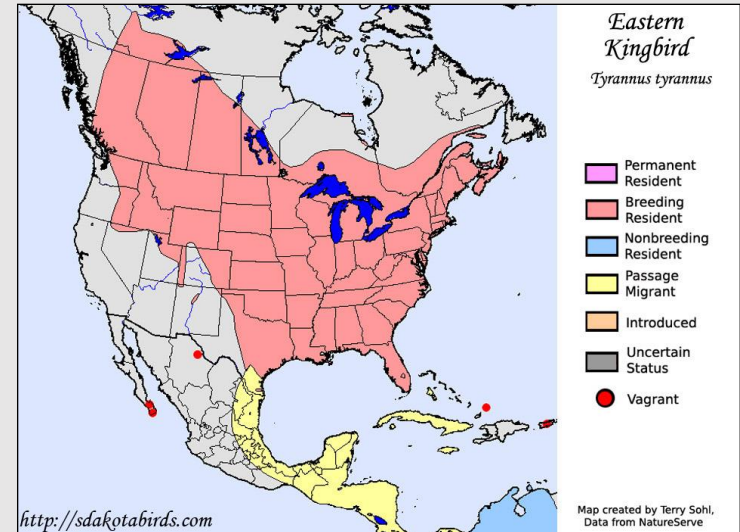 Eastern
Kingbird
Tyrannus tyrannus
Permanent
Resident
Breeding
Resident
Nonbreeding
Resident
Passage
Migrant
Introduced
Uncertain
Status
Vagrant
Map created by Terry Sohl,
Data from NatureServe
http://sdakotabirds.com